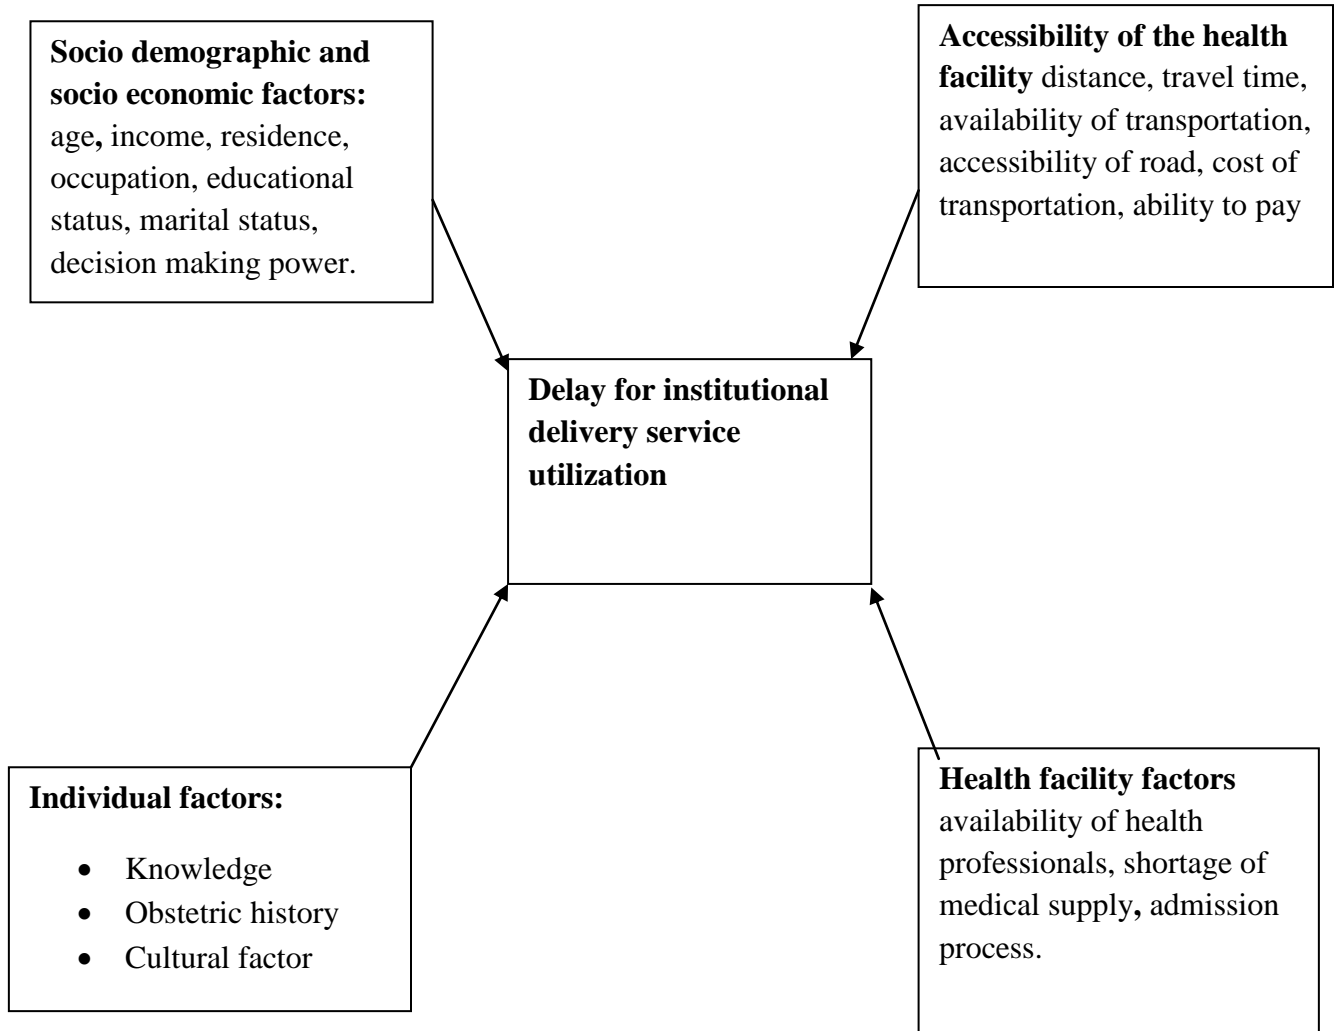 Socio demographic and
socio economic factors:
age, income, residence,
occupation, educational
status, marital status,
decision making power.
Accessibility of the health
facility distance, travel time,
availability of transportation,
accessibility of road, cost of
transportation, ability to pay
Delay for institutional
delivery service
utilization
Individual factors:
• Knowledge
• Obstetric history
• Cultural factor
Health facility factors
availability of health
professionals, shortage of
medical supply, admission
process.